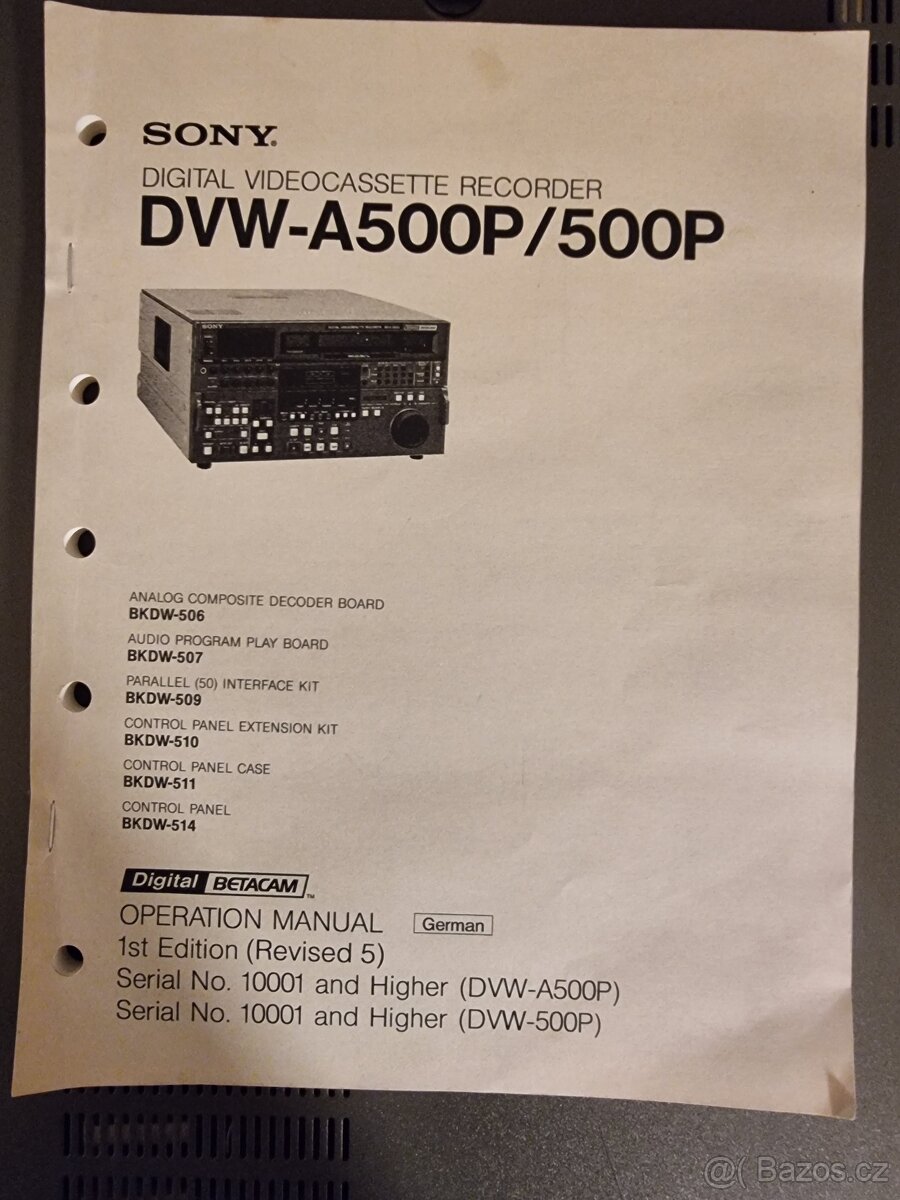 SONY®
DIGITAL VIDEOCASSETTE RECORDER
DVW-A500P/500P
SONY
ANALOG COMPOSITE DECODER BOARD
BKDW-506
AUDIO PROGRAM PLAY BOARD
BKDW-507
PARALLEL (50) INTERFACE KIT
BKDW-509
CONTROL PANEL EXTENSION KIT
BKDW-510
CONTROL PANEL CASE
BKDW-511
CONTROL PANEL
BKDW-514
Digital BETACAM™
OPERATION MANUAL German
1st Edition (Revised 5)
Serial No. 10001 and Higher (DVW-A500P)
Serial No. 10001 and Higher (DVW-500P)
@( Bazos.cz